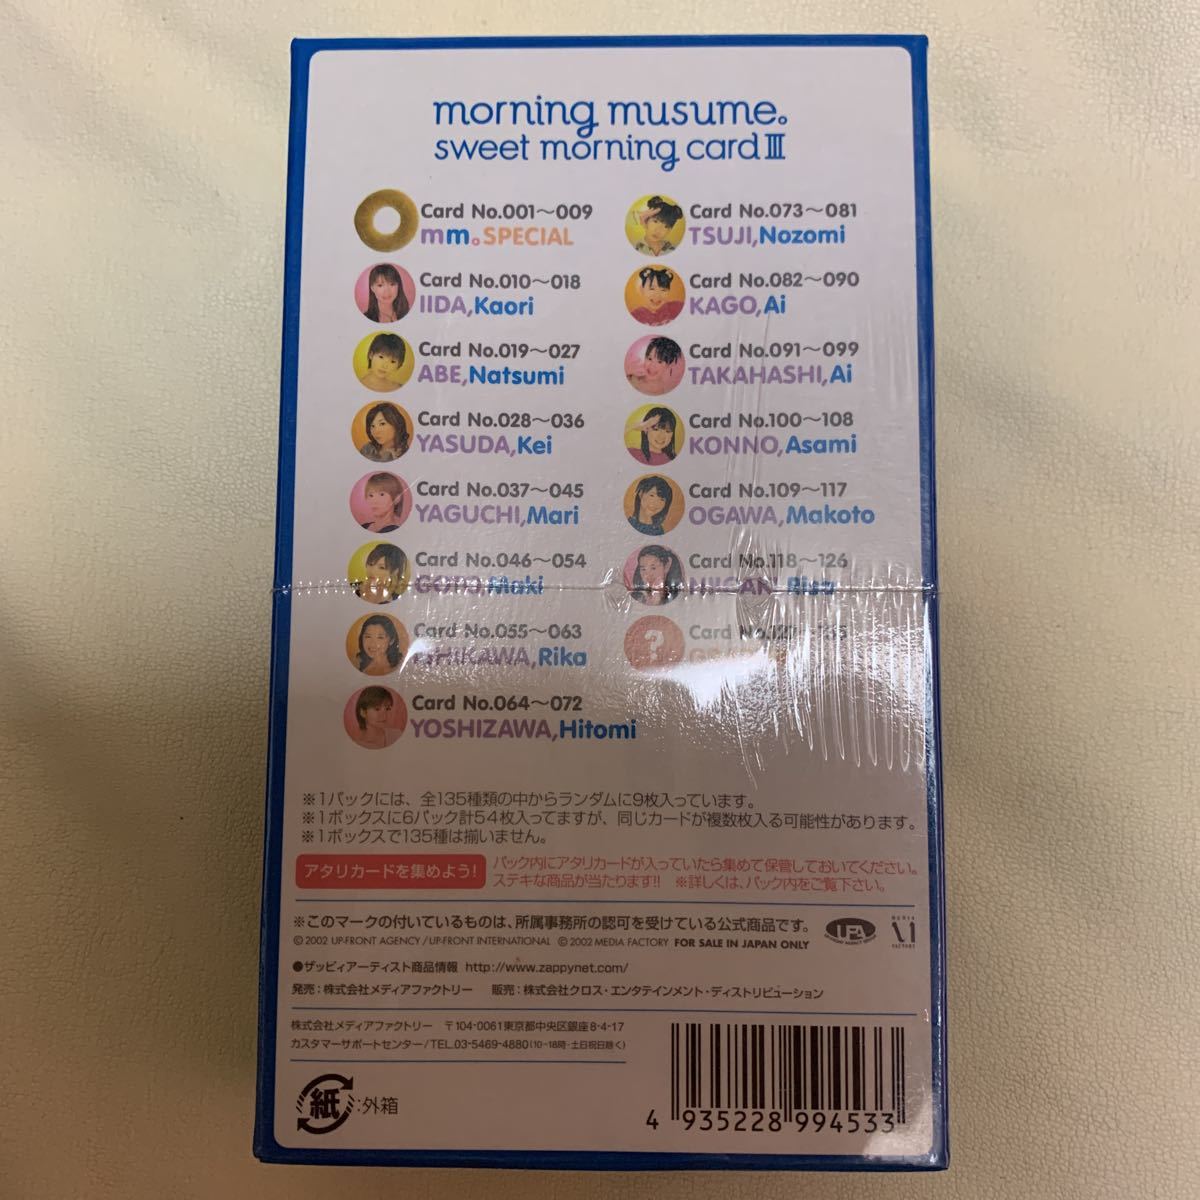 morning musume。
sweet morning card III
Card No.001～009
mm。SPECIAL
Card No.010～018
IIDA,Kaori
Card No.019～027
ABE,Natsumi
Card No.028～036
YASUDA,Kei
Card No.037～045
YAGUCHI,Mari
Card No.046～054
GOTO,Maki
Card No.055～063
ISHIKAWA,Rika
Card No.064～072
YOSHIZAWA,Hitomi
Card No.073～081
TSUJI,Nozomi
Card No.082～090
KAGO,Ai
Card No.091～099
TAKAHASHI,Ai
Card No.100～108
KONNO,Asami
Card No.109～117
OGAWA,Makoto
Card No.118～126
NIIGAKI,Risa
?
Card
※1パックには、全135種類の中からランダムに9枚入っています。
※1ボックスに6パック計54枚入ってますが、同じカードが複数枚入る可能性があります。
※1ボックスで135種は揃いません。
アタリカードを集めよう!
パック内にアタリカードが入っていたら集めて保管しておいてください。
ステキな商品が当たります!! ※詳しくは、パック内をご覧下さい。
※このマークの付いているものは、所属事務所の認可を受けている公式商品です。
© 2002 UP-FRONT AGENCY / UP-FRONT INTERNATIONAL © 2002 MEDIA FACTORY FOR SALE IN JAPAN ONLY
UFA
MEDIA FACTORY
●ザッピィアーティスト商品情報 http://www.zappynet.com/
発売：株式会社メディアファクトリー 販売：株式会社クロス・エンタテインメント・ディストリビューション
株式会社メディアファクトリー 〒104-0061東京都中央区銀座8-4-17
カスタマーサポートセンター/TEL.03-5469-4880(10~18時・土日祝日除く)
紙:外箱
4 935228 994533